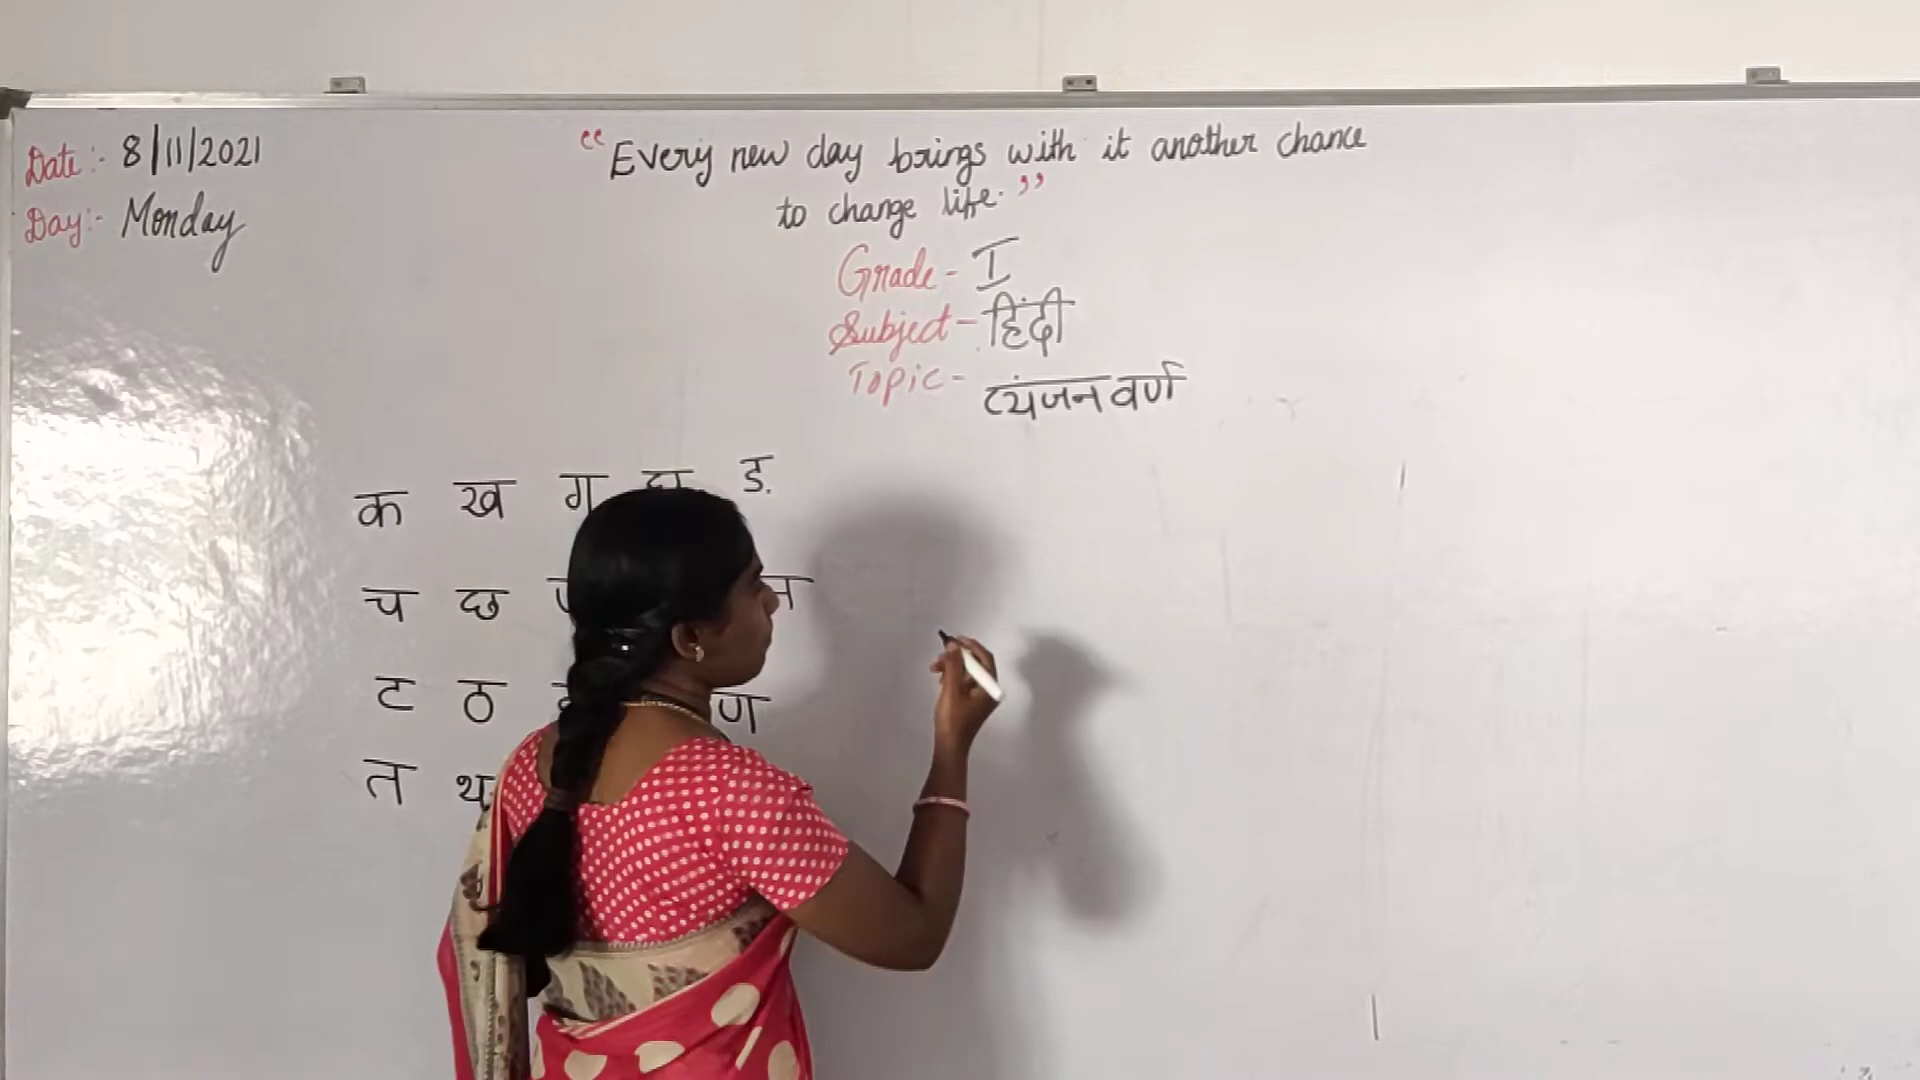 Date:- 8/11/2021
Day:- Monday
“Every new day brings with it another chance
to change life.”
Grade - I
Subject - हिंदी
Topic - व्यंजन वर्ण
क ख ग घ ङ
च छ
ट ठ ण
त थ